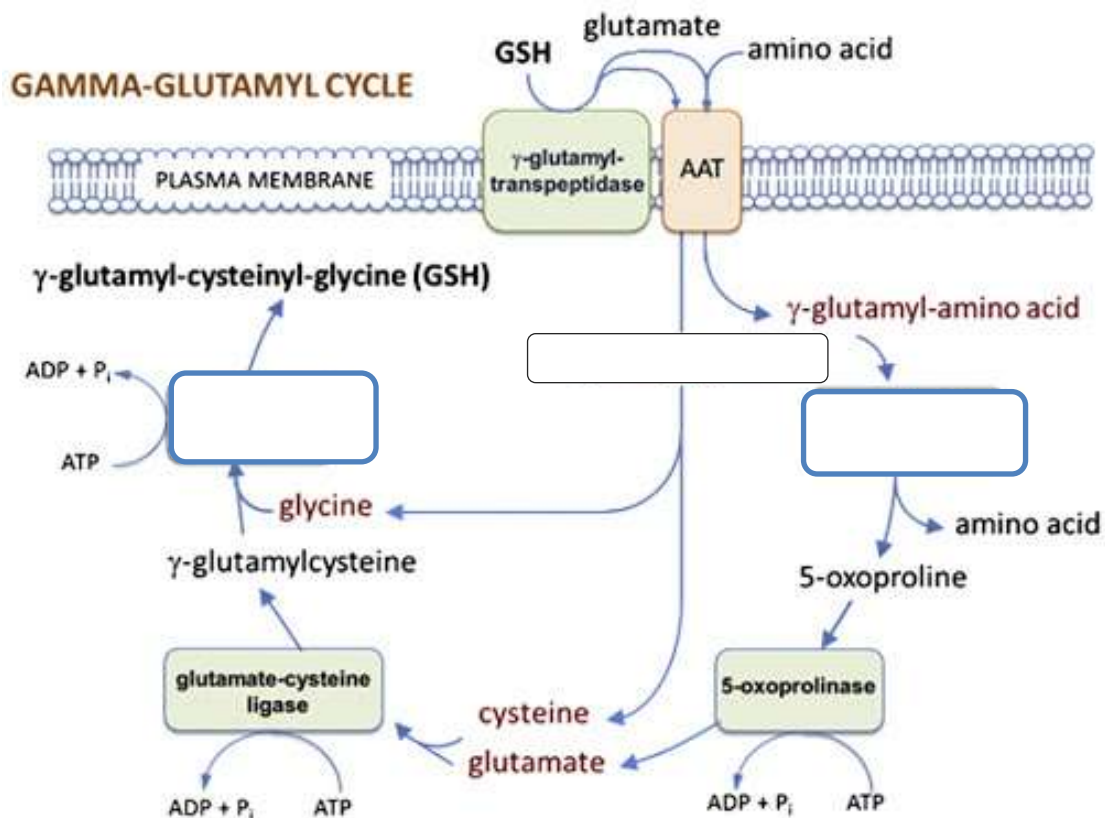 glutamate
GSH
amino acid
GAMMA-GLUTAMYL CYCLE
γ-glutamyl-
transpeptidase
AAT
PLASMA MEMBRANE
γ-glutamyl-cysteinyl-glycine (GSH)
γ-glutamyl-amino acid
ADP + Pi
ATP
glycine
amino acid
γ-glutamylcysteine
5-oxoproline
glutamate-cysteine
ligase
5-oxoprolinase
cysteine
glutamate
ADP + Pi
ATP
ADP + Pi
ATP